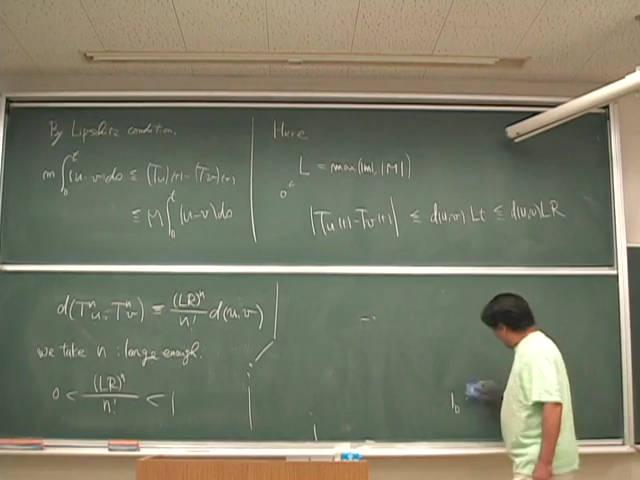 By Lipshitz condition.
m∫₀ᵗ(u-v)ds ≦ (Tu)(t) - (Tv)(t)
≦ M∫₀ᵗ(u-v)ds
Here
L = max(|m|, |M|)
|Tu(t) - Tv(t)| ≦ d(u,v) Lt ≦ d(u,v)LR
d(Tⁿu, Tⁿv) ≦ (LR)ⁿ/n! d(u,v)
we take n : large enough.
0 < (LR)ⁿ/n! < 1